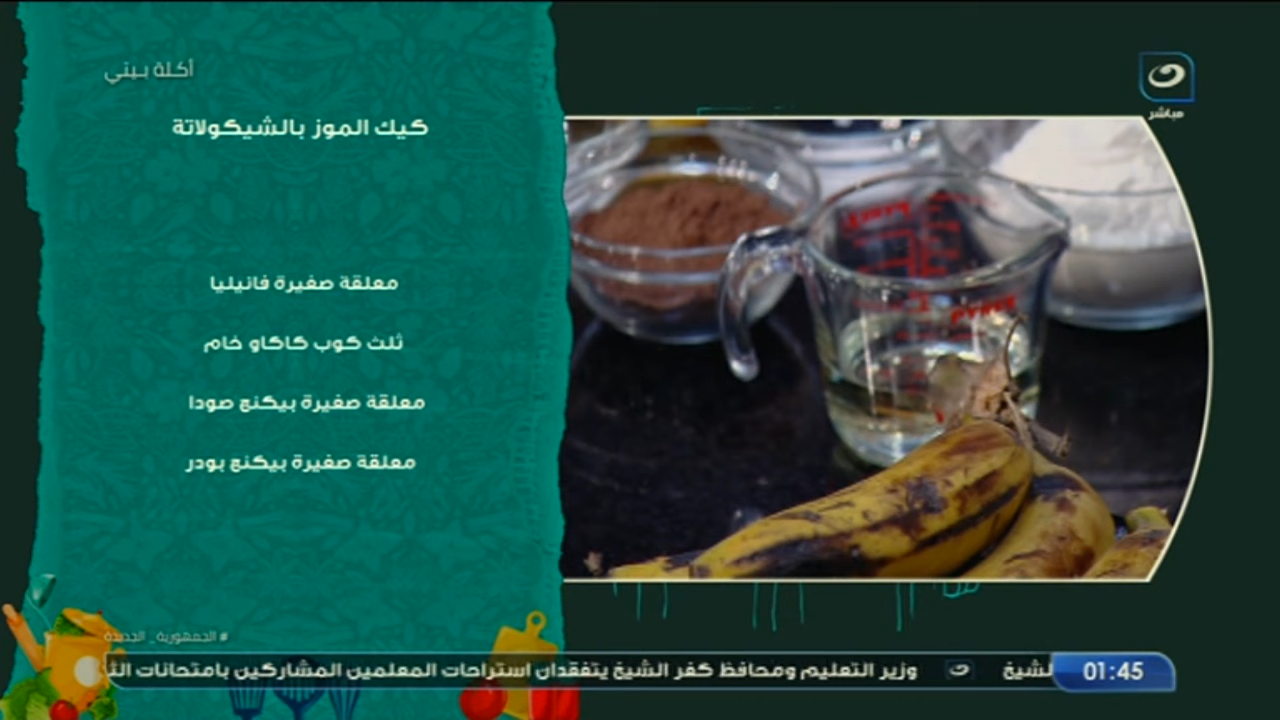 أكلة بيتي
كيك الموز بالشيكولاتة
معلقة صغيرة فانيليا
ثلث كوب كاكاو خام
معلقة صغيرة بيكنج صودا
معلقة صغيرة بيكنج بودر
مباشر
#الجمهورية_الجديدة
01:45
لشيخ
وزير التعليم ومحافظ كفر الشيخ يتفقدان استراحات المعلمين المشاركين بامتحانات